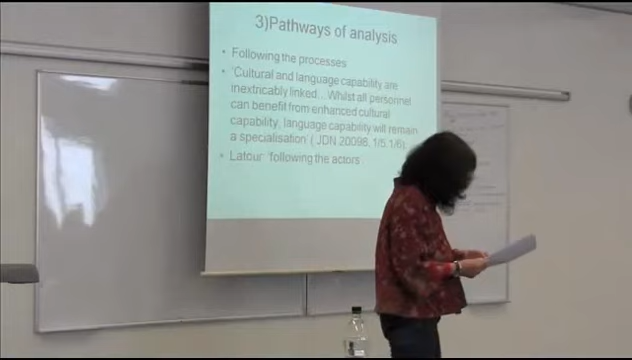 3)Pathways of analysis
• Following the processes
• 'Cultural and language capability are
inextricably linked... Whilst all personnel
can benefit from enhanced cultural
capability, language capability will remain
a specialisation' ( JDN 2009B, 1/5.1/6).
• Latour 'following the actors